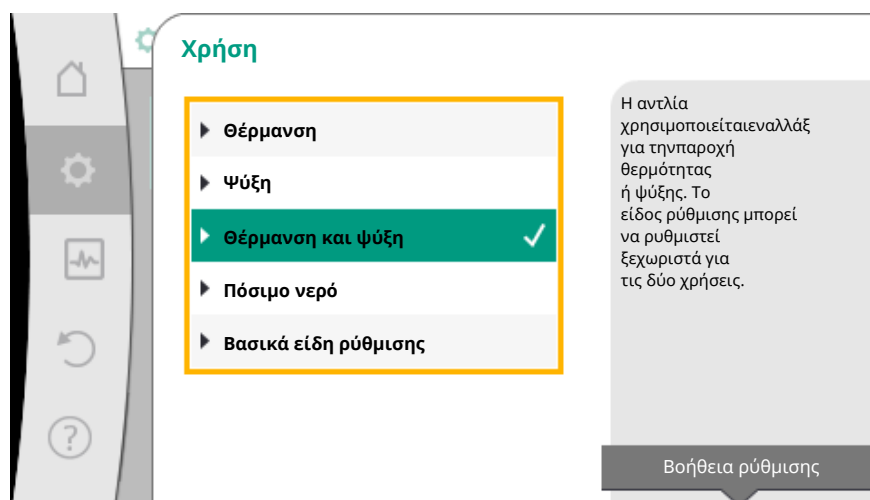 Χρήση
Θέρμανση
Ψύξη
Θέρμανση και ψύξη
Πόσιμο νερό
Βασικά είδη ρύθμισης
Η αντλία
χρησιμοποιείταιεναλλάξ
για τηνπαροχή
θερμότητας
ή ψύξης. Το
είδος ρύθμισης μπορεί
να ρυθμιστεί
ξεχωριστά για
τις δύο χρήσεις.
Βοήθεια ρύθμισης